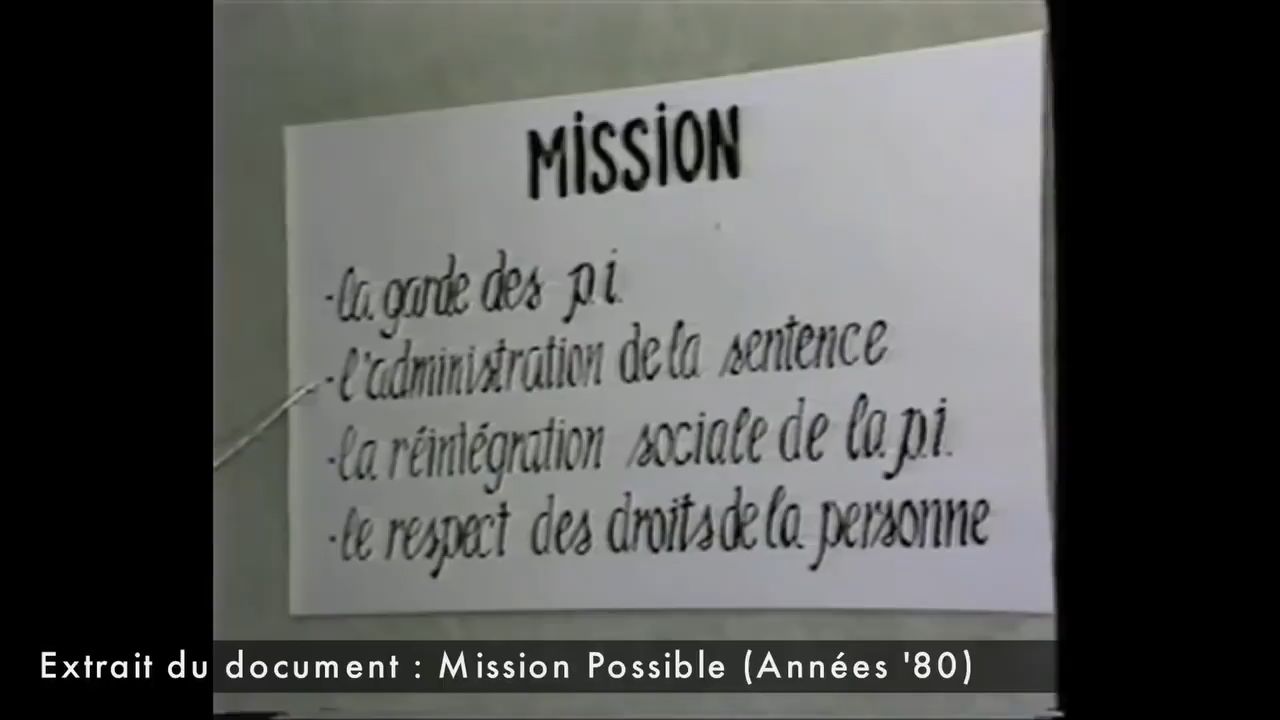 MISSION
- la garde des p.i.
- l'administration de la sentence
- la réintégration sociale de la p.i.
- le respect des droits de la personne
Extrait du document : Mission Possible (Années '80)